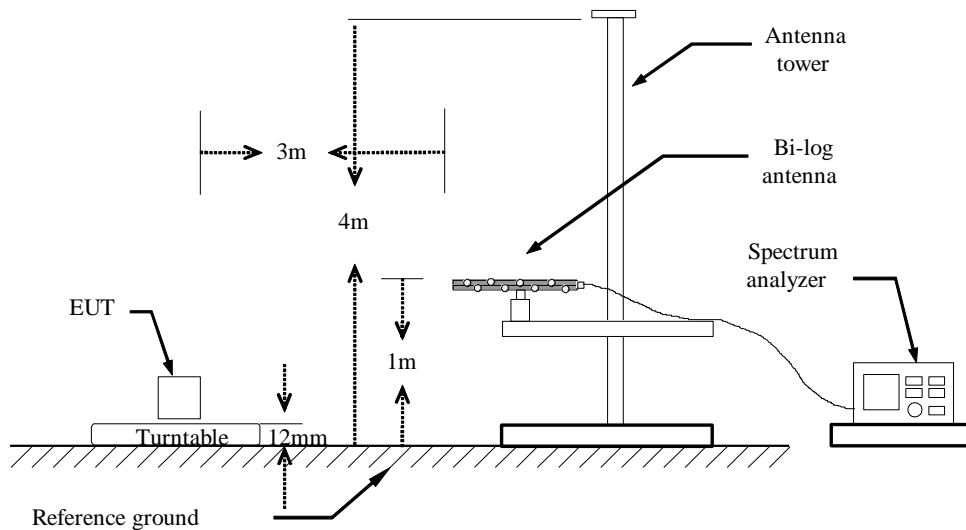 Antenna
tower
3m
Bi-log
antenna
4m
Spectrum
analyzer
EUT
1m
Turntable
12mm
Reference ground